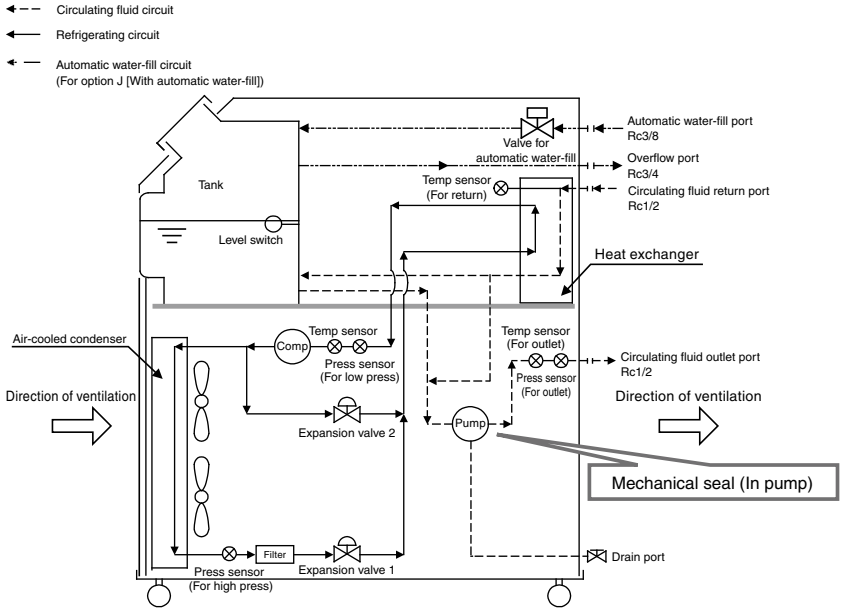 Circulating fluid circuit
Refrigerating circuit
Automatic water-fill circuit
(For option J [With automatic water-fill])
Automatic water-fill port
Rc3/8
Valve for
automatic water-fill
Overflow port
Rc3/4
Tank
Temp sensor
(For return)
Circulating fluid return port
Rc1/2
Level switch
Heat exchanger
Air-cooled condenser
Comp
Temp sensor
Press sensor
(For low press)
Temp sensor
(For outlet)
Press sensor
(For outlet)
Circulating fluid outlet port
Rc1/2
Direction of ventilation
Direction of ventilation
Expansion valve 2
Pump
Mechanical seal (In pump)
Filter
Press sensor
(For high press)
Expansion valve 1
Drain port